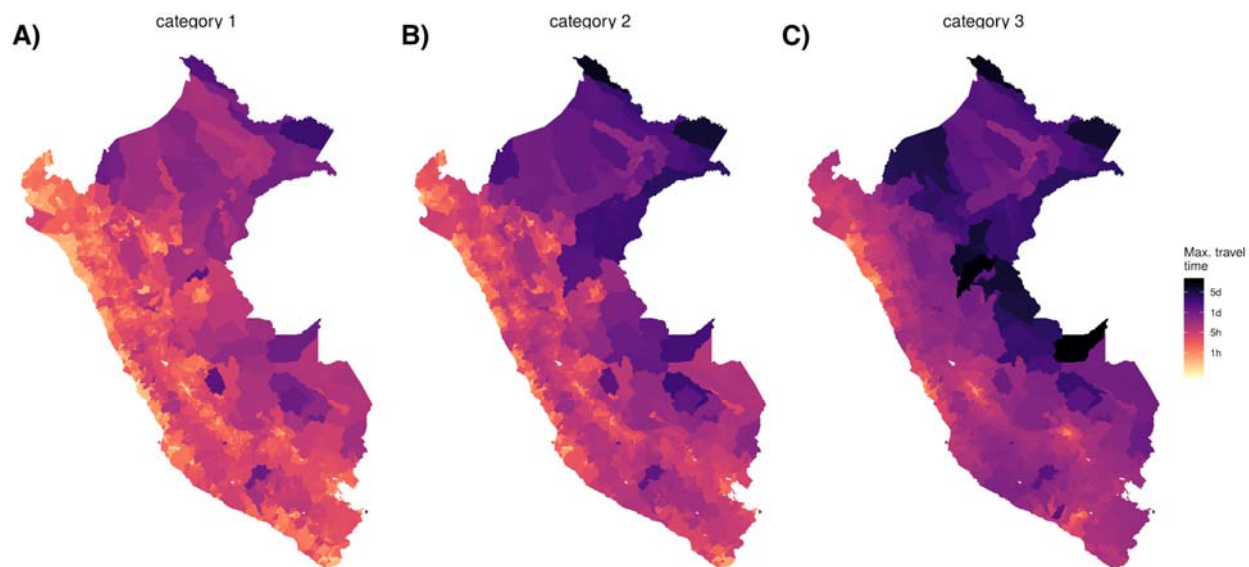 category 1
category 2
category 3
A)
B)
C)
Max. travel
time
5d
1d
5h
1h